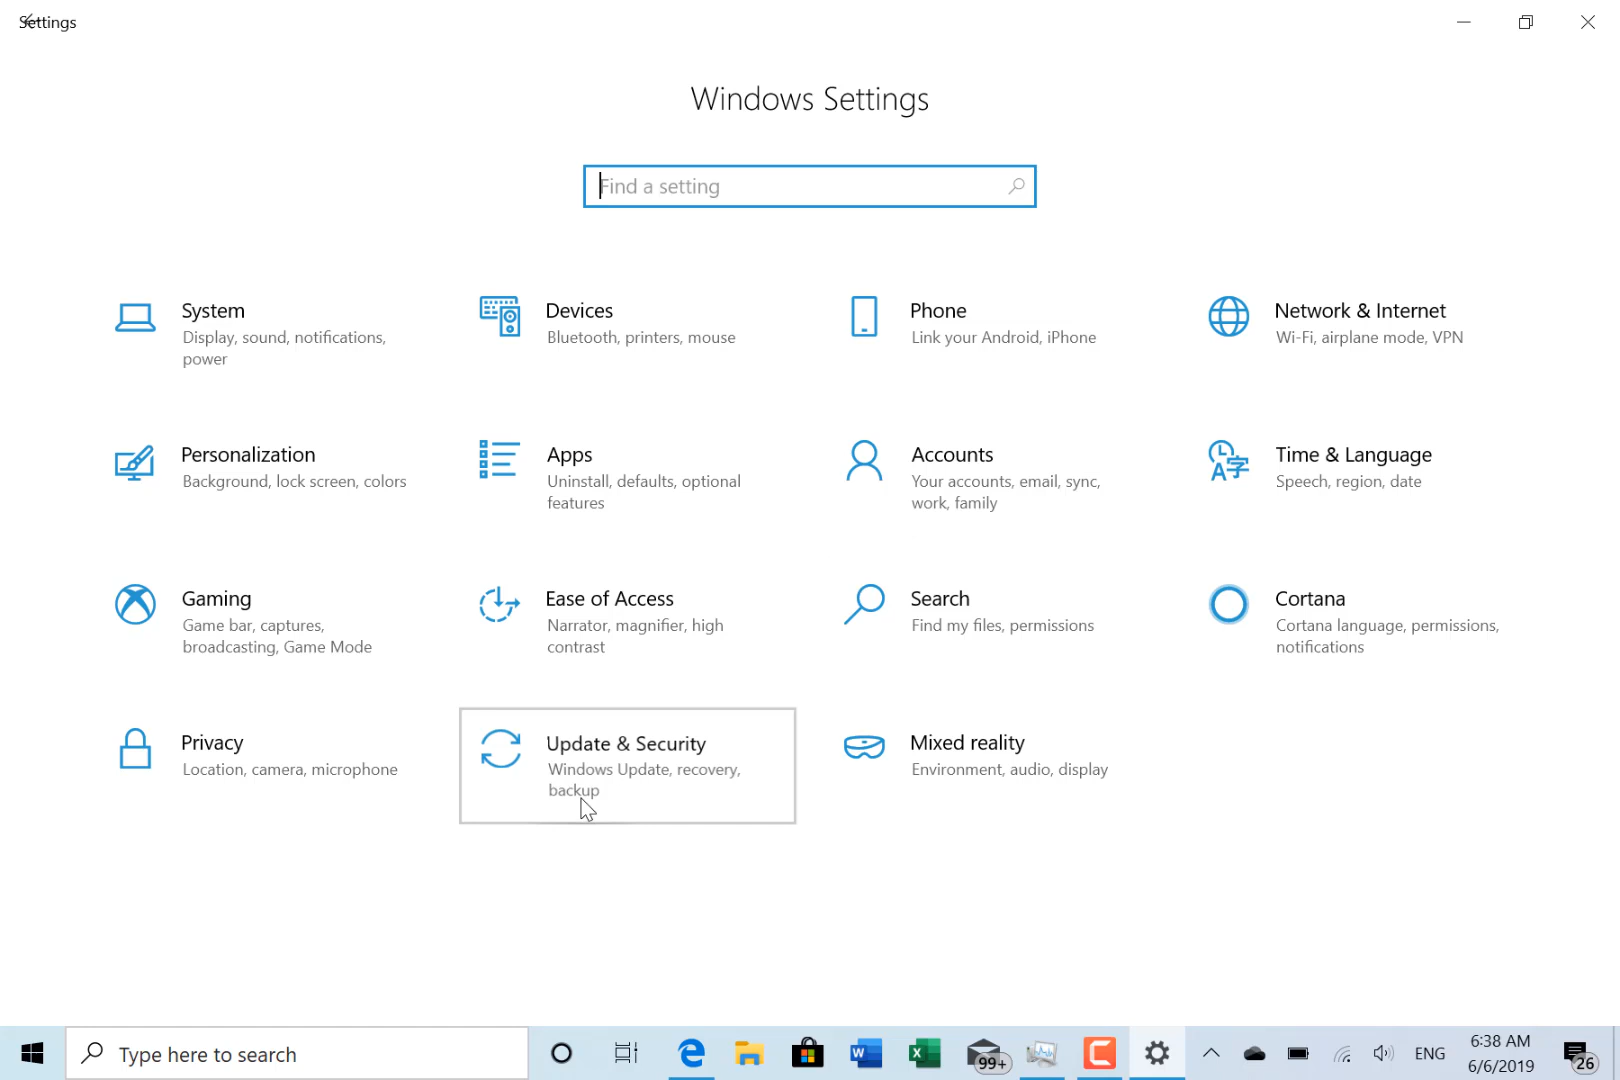 Settings
Windows Settings
Find a setting
System
Display, sound, notifications,
power
Devices
Bluetooth, printers, mouse
Phone
Link your Android, iPhone
Network & Internet
Wi-Fi, airplane mode, VPN
Personalization
Background, lock screen, colors
Apps
Uninstall, defaults, optional
features
Accounts
Your accounts, email, sync,
work, family
Time & Language
Speech, region, date
Gaming
Game bar, captures,
broadcasting, Game Mode
Ease of Access
Narrator, magnifier, high
contrast
Search
Find my files, permissions
Cortana
Cortana language, permissions,
notifications
Privacy
Location, camera, microphone
Update & Security
Windows Update, recovery,
backup
Mixed reality
Environment, audio, display
Type here to search
99+
ENG
6:38 AM
6/6/2019
26